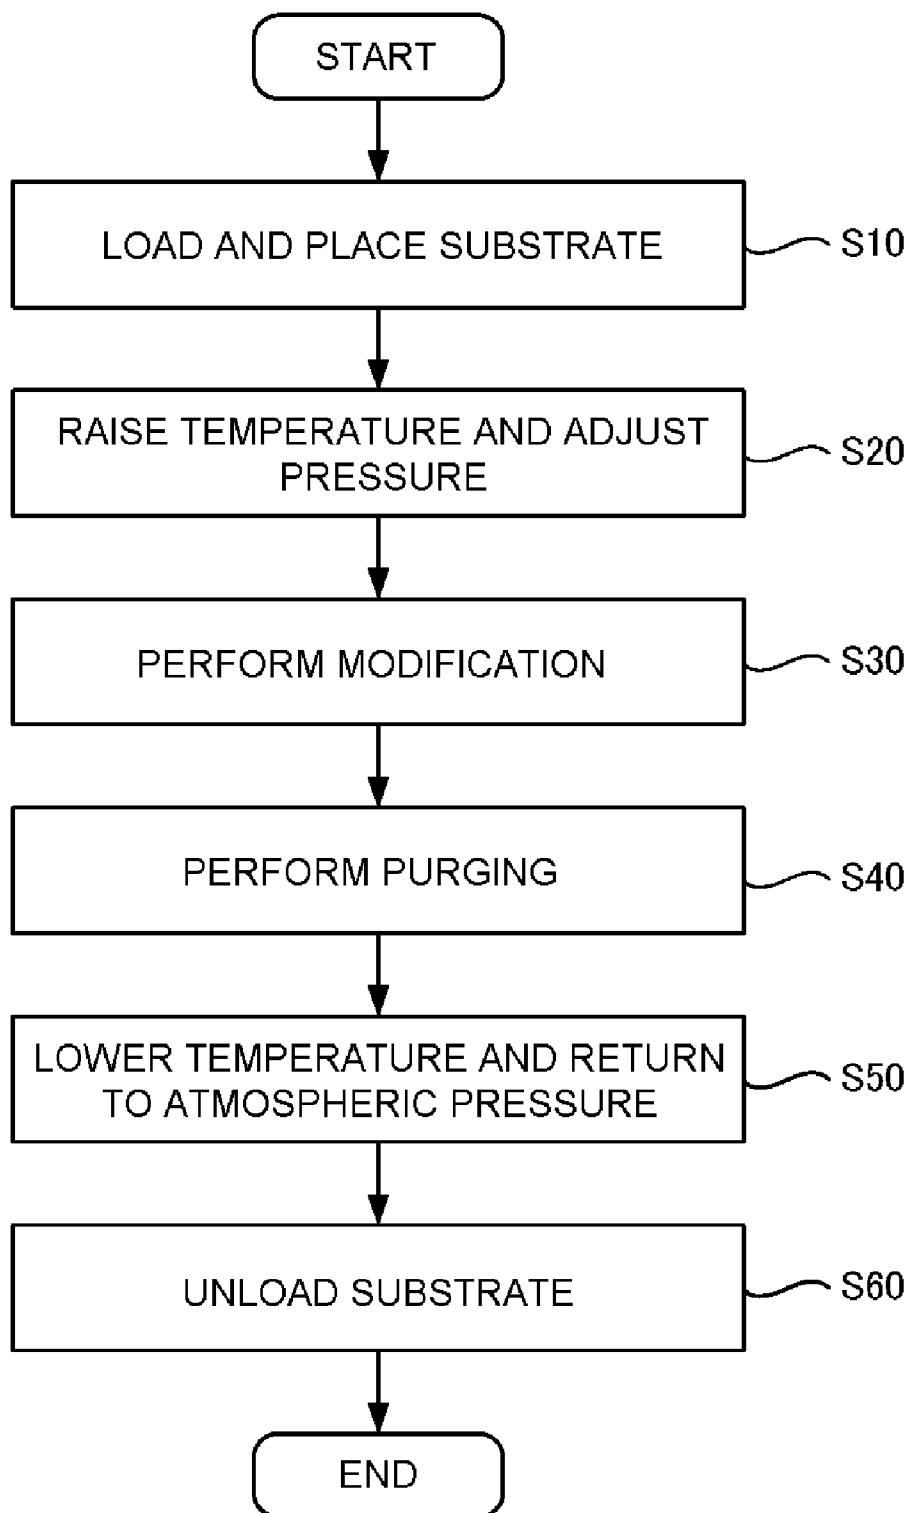 START
LOAD AND PLACE SUBSTRATE
S10
RAISE TEMPERATURE AND ADJUST
PRESSURE
S20
PERFORM MODIFICATION
S30
PERFORM PURGING
S40
LOWER TEMPERATURE AND RETURN
TO ATMOSPHERIC PRESSURE
S50
UNLOAD SUBSTRATE
S60
END